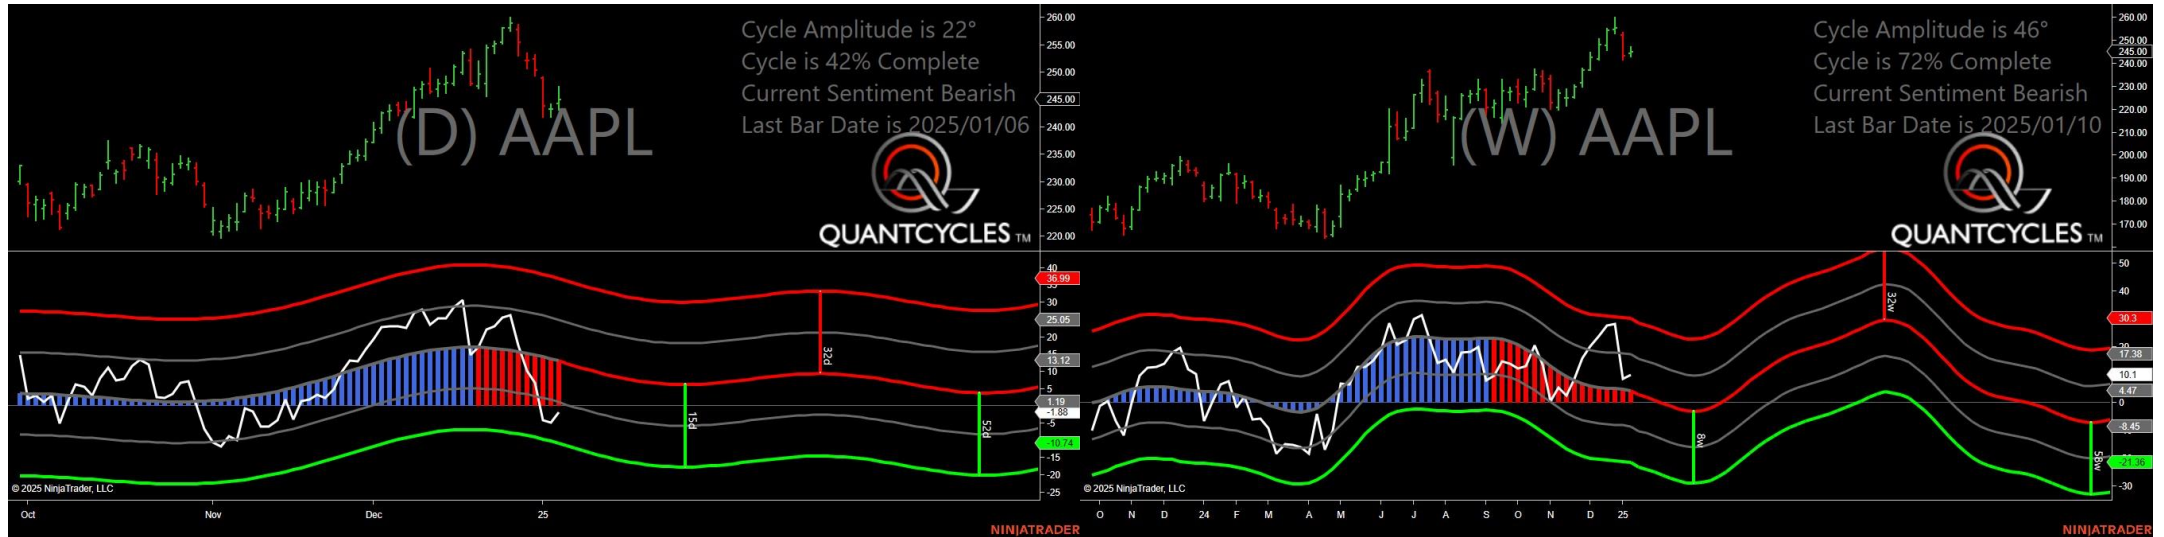 Cycle Amplitude is 22°
Cycle is 42% Complete
Current Sentiment Bearish
Last Bar Date is 2025/01/06
(D) AAPL
QUANTCYCLES TM
260.00
255.00
250.00
245.00
240.00
235.00
230.00
225.00
220.00
40
36.99
30
25.05
20
13.12
10
5
1.19
-1.88
-5
-10.74
-15
-20
-25
15d
32d
52d
© 2025 NinjaTrader, LLC
Oct
Nov
Dec
25
NINJATRADER
Cycle Amplitude is 46°
Cycle is 72% Complete
Current Sentiment Bearish
Last Bar Date is 2025/01/10
(W) AAPL
QUANTCYCLES TM
260.00
250.00
245.00
240.00
230.00
220.00
210.00
200.00
190.00
180.00
170.00
50
40
30.3
17.38
10.1
4.47
0
-8.45
-21.36
-30
8w
32w
58w
© 2025 NinjaTrader, LLC
O N D 24 F M A M J J A S O N D 25
NINJATRADER